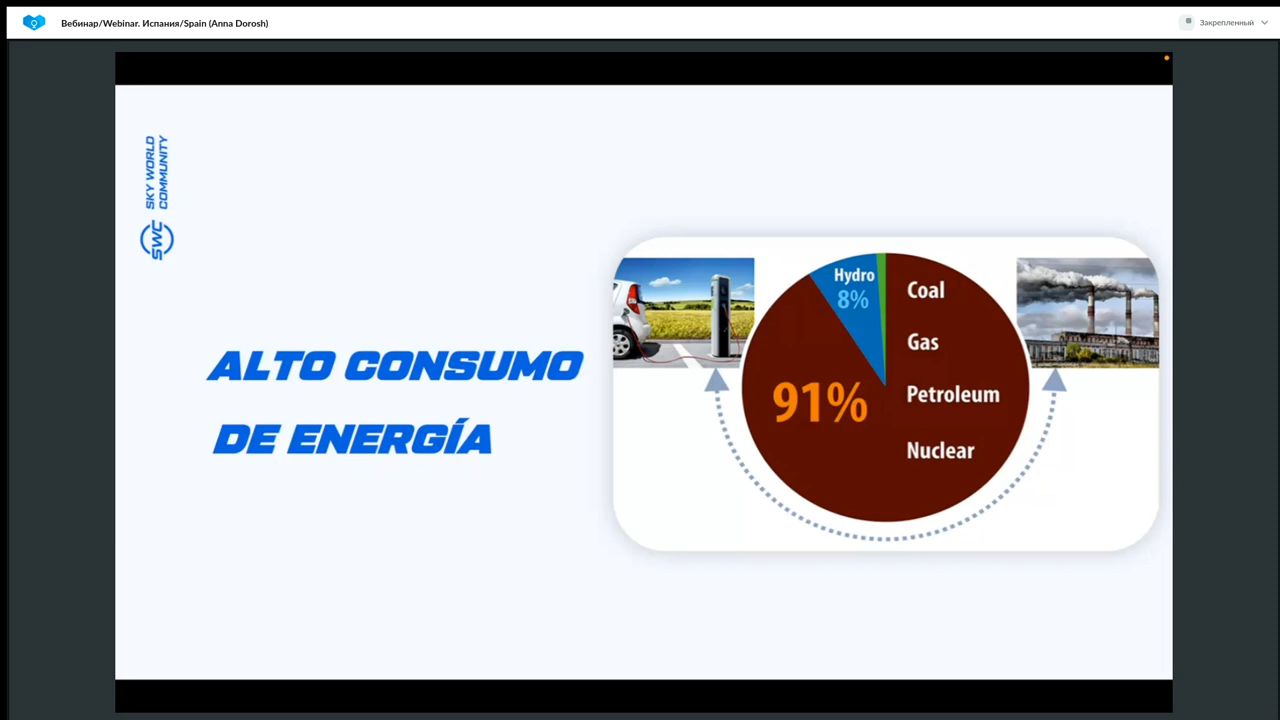 Вебинар/Webinar. Испания/Spain (Anna Dorosh)
Закрепленный
SWC
SKY WORLD
COMMUNITY
ALTO CONSUMO
DE ENERGÍA
Hydro
8%
91%
Coal
Gas
Petroleum
Nuclear